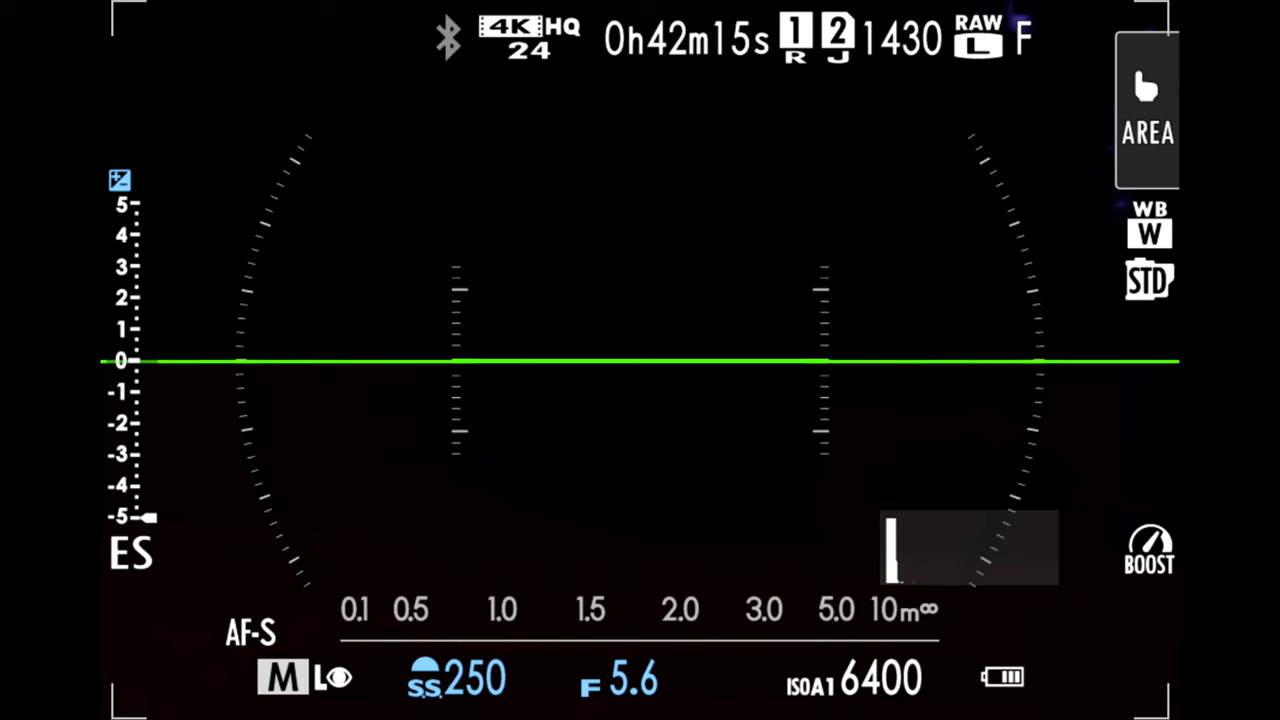 4K HQ 24 0h42m15s 1 R 2 J 1430 RAW L F
AREA
WB
W
STD
5
4
3
2
1
0
-1
-2
-3
-4
-5
ES
BOOST
0.1 0.5 1.0 1.5 2.0 3.0 5.0 10m∞
AF-S
M L S.S. 250 F 5.6 ISO A1 6400